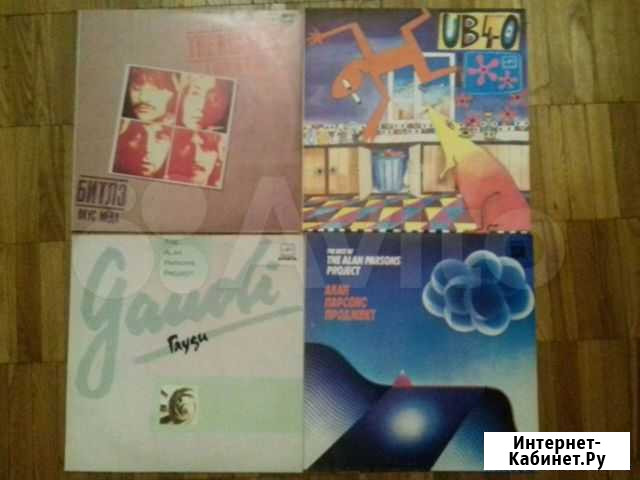 БИТЛЗ
ВКУС МЕДА
UB40
THE
ALAN
PARSONS
PROJECT
Gaudi
Гауди
THE BEST OF
THE ALAN PARSONS
PROJECT
АЛАН
ПАРСОНС
ПРОДЖЕКТ
Avito
Интернет-
Кабинет.Ру